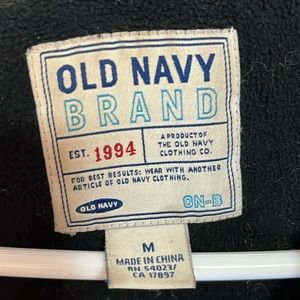 OLD NAVY
BRAND
EST. 1994
A PRODUCT OF
THE OLD NAVY
CLOTHING CO.
FOR BEST RESULTS: WEAR WITH ANOTHER
ARTICLE OF OLD NAVY CLOTHING.
OLD NAVY
ON-B
M
MADE IN CHINA
RN 54023/
CA 17897